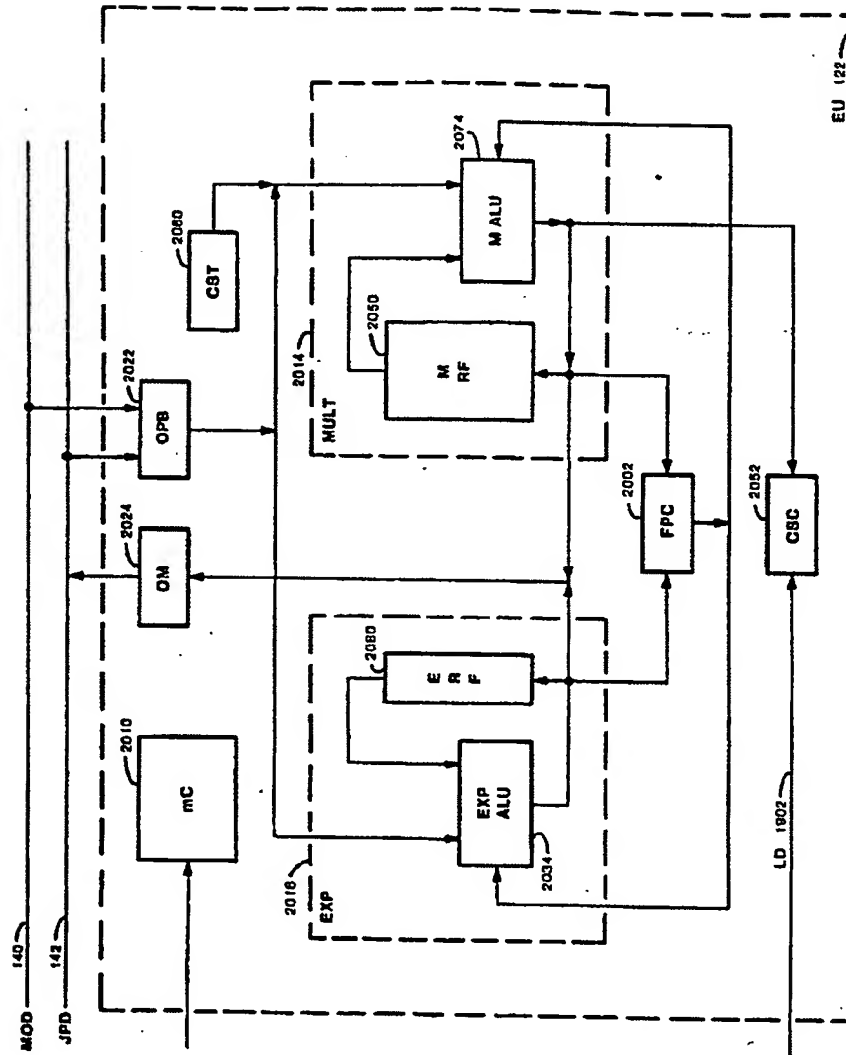 MOD 140
JPD 142
2010
mC
2024
OM
2022
OPB
2060
CST
2016
EXP
2034
EXP
ALU
2080
E
R
F
2014
MULT
2050
M
RF
2074
M ALU
2002
FPC
2052
CSC
LD 1902
EU 122